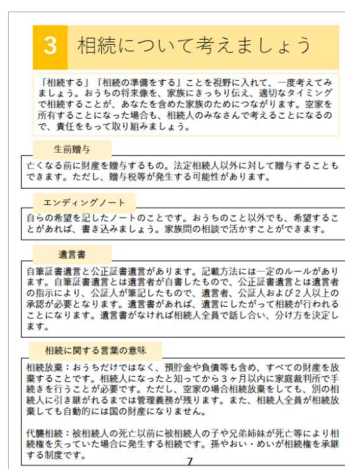 3 相続について考えましょう
「相続する」「相続の準備をする」ことを視野に入れて、一度考えてみ
ましょう。おうちの将来像を、家族にきっちり伝え、適切なタイミング
で相続することが、あなたを含めた家族のためにつながります。空家を
所有することになった場合も、相続人のみなさんで考えることになるの
で、責任をもって取り組みましょう。
生前贈与
亡くなる前に財産を贈与するもの。法定相続人以外に対して贈与することも
できます。ただし、贈与税等が発生する可能性があります。
エンディングノート
自らの希望を記したノートのことです。おうちのこと以外でも、希望するこ
とがあれば、書き込みましょう。家族間の相談で活かすことができます。
遺言書
自筆証書遺言と公正証書遺言があります。記載方法には一定のルールがあり
ます。自筆証書遺言とは遺言者が自書したもので、公正証書遺言とは遺言者
の指示により、公証人が筆記したもので、遺言者、公証人および2人以上の
承認が必要となります。遺言書があれば、遺言にしたがって相続が行われる
ことになります。遺言書がなければ相続人全員で話し合い、分け方を決定し
ます。
相続に関する言葉の意味
相続放棄:おうちだけではなく、預貯金や負債等も含め、すべての財産を放
棄することです。相続人になったと知ってから3ヶ月以内に家庭裁判所で手
続きを行うことが必要です。ただし、空家の場合相続放棄をしても、別の相
続人に引き継がれるまでは管理義務が残ります。また、相続人全員が相続放
棄しても自動的には国の財産になりません。
代襲相続:被相続人の死亡以前に被相続人の子や兄弟姉妹が死亡等により相
続権を失っていた場合に発生する相続です。孫やおい・めいが相続権を承継
する制度です。
7